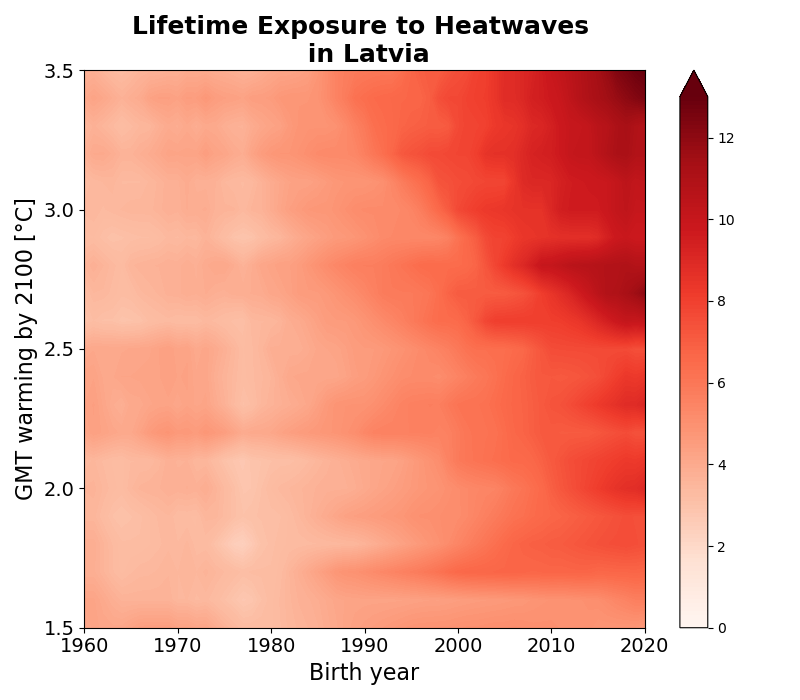 Lifetime Exposure to Heatwaves
in Latvia
GMT warming by 2100 [°C]
3.5
3.0
2.5
2.0
1.5
1960 1970 1980 1990 2000 2010 2020
Birth year
12
10
8
6
4
2
0